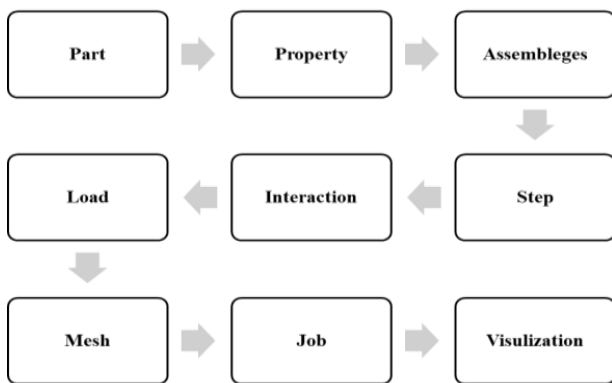 Part
Property
Assembleges
Step
Interaction
Load
Mesh
Job
Visulization